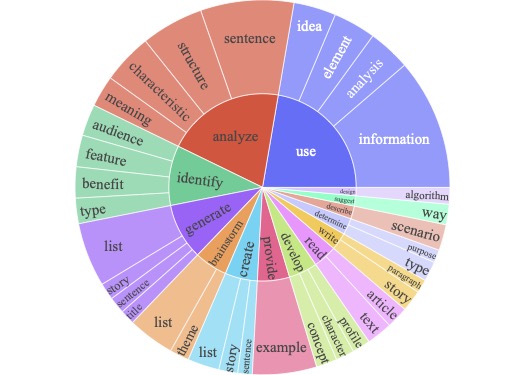 use
idea
element
analysis
information
analyze
sentence
structure
characteristic
meaning
identify
audience
feature
benefit
type
generate
list
story
sentence
title
brainstorm
list
theme
create
list
story
sentence
provide
example
develop
concept
character
profile
read
text
article
write
story
paragraph
determine
type
purpose
describe
scenario
suggest
way
design
algorithm